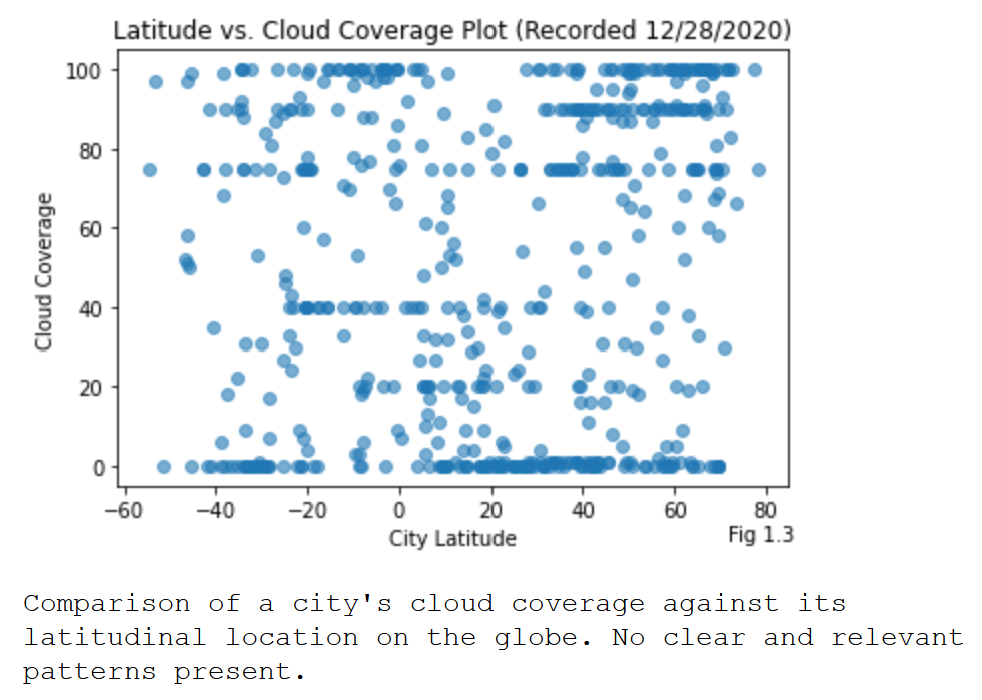 Latitude vs. Cloud Coverage Plot (Recorded 12/28/2020)
Cloud Coverage
100
80
60
40
20
0
−60 −40 −20 0 20 40 60 80
City Latitude
Fig 1.3
Comparison of a city's cloud coverage against its
latitudinal location on the globe. No clear and relevant
patterns present.